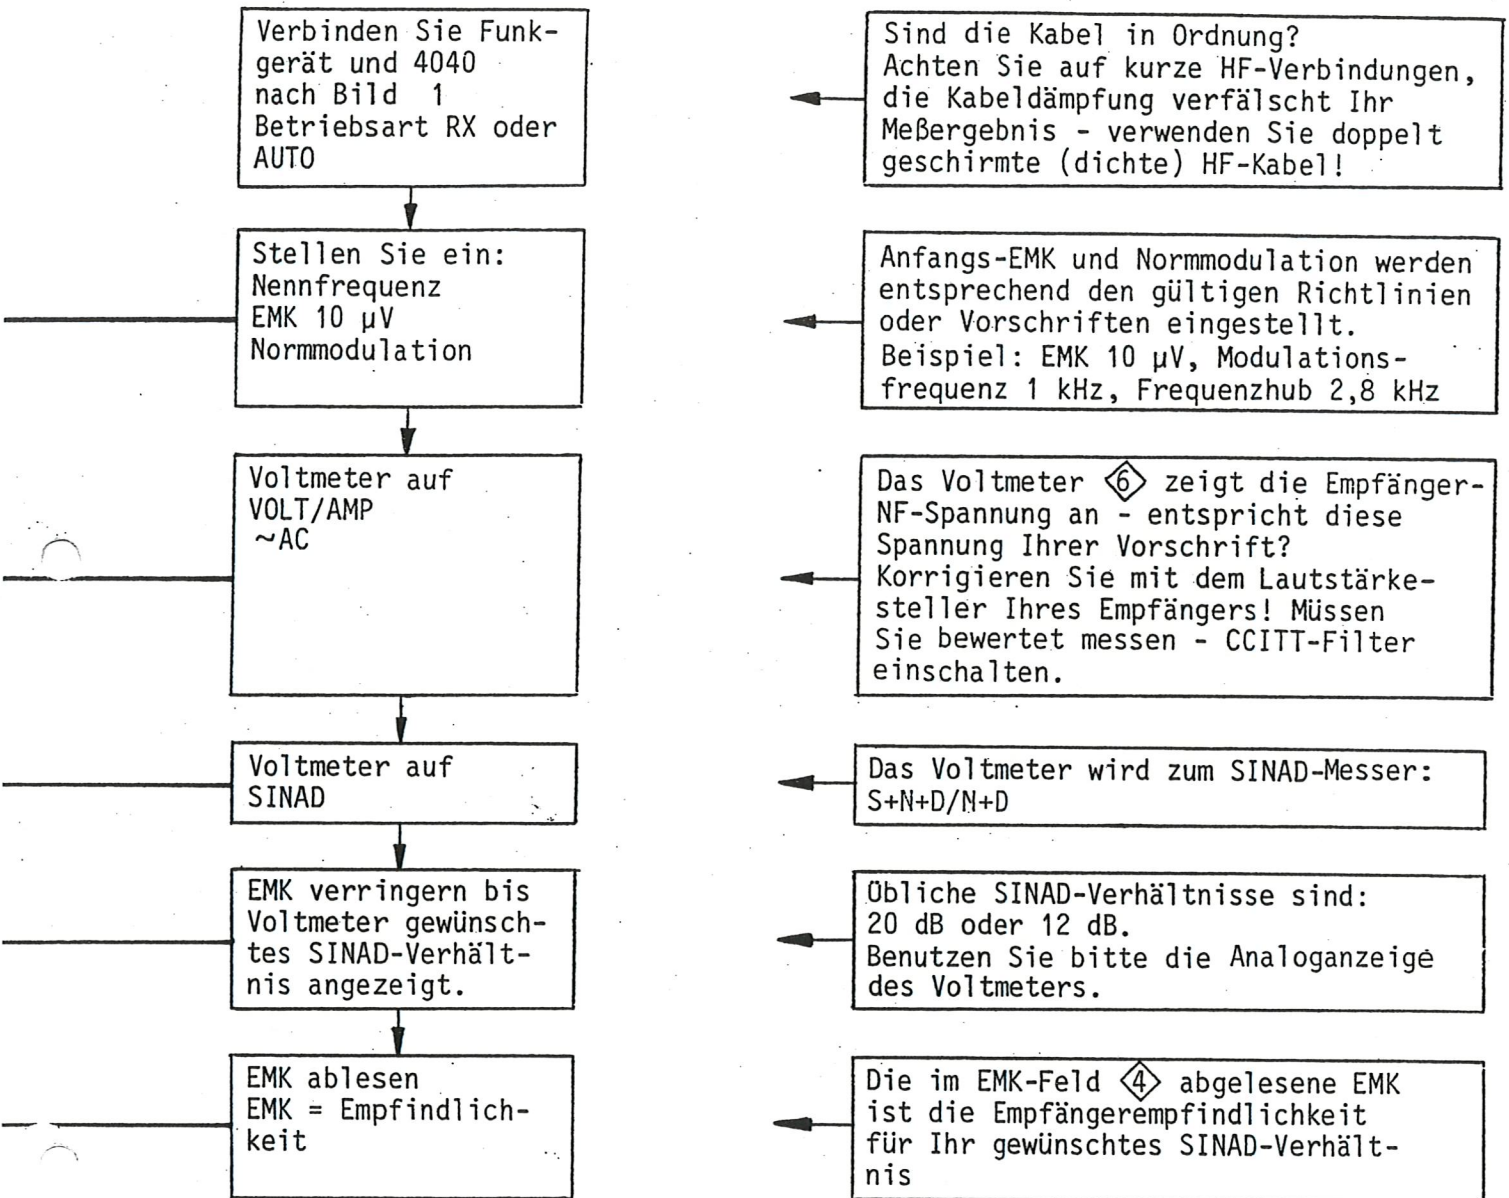 Verbinden Sie Funk-
gerät und 4040
nach Bild 1
Betriebsart RX oder
AUTO
Sind die Kabel in Ordnung?
Achten Sie auf kurze HF-Verbindungen,
die Kabeldämpfung verfälscht Ihr
Meßergebnis - verwenden Sie doppelt
geschirmte (dichte) HF-Kabel!
Stellen Sie ein:
Nennfrequenz
EMK 10 µV
Normmodulation
Anfangs-EMK und Normmodulation werden
entsprechend den gültigen Richtlinien
oder Vorschriften eingestellt.
Beispiel: EMK 10 µV, Modulations-
frequenz 1 kHz, Frequenzhub 2,8 kHz
Voltmeter auf
VOLT/AMP
~AC
Das Voltmeter 6 zeigt die Empfänger-
NF-Spannung an - entspricht diese
Spannung Ihrer Vorschrift?
Korrigieren Sie mit dem Lautstärke-
steller Ihres Empfängers! Müssen
Sie bewertet messen - CCITT-Filter
einschalten.
Voltmeter auf
SINAD
Das Voltmeter wird zum SINAD-Messer:
S+N+D/N+D
EMK verringern bis
Voltmeter gewünsch-
tes SINAD-Verhält-
nis angezeigt.
Übliche SINAD-Verhältnisse sind:
20 dB oder 12 dB.
Benutzen Sie bitte die Analoganzeige
des Voltmeters.
EMK ablesen
EMK = Empfindlich-
keit
Die im EMK-Feld 4 abgelesene EMK
ist die Empfängerempfindlichkeit
für Ihr gewünschtes SINAD-Verhält-
nis